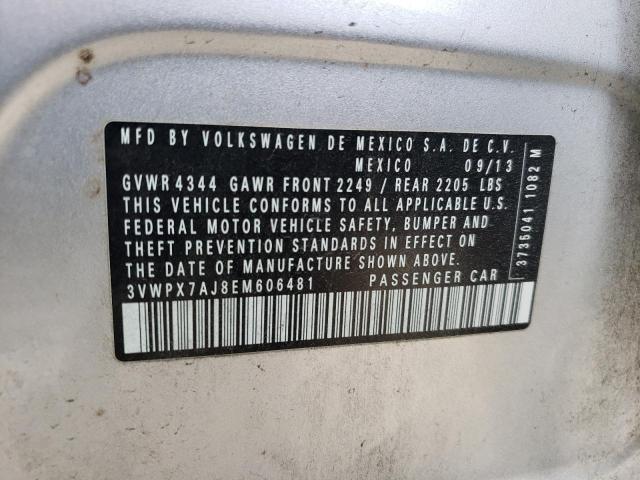 MFD BY VOLKSWAGEN DE MEXICO S.A. DE C.V.
MEXICO 09/13
GVWR 4344 GAWR FRONT 2249 / REAR 2205 LBS
THIS VEHICLE CONFORMS TO ALL APPLICABLE U.S.
FEDERAL MOTOR VEHICLE SAFETY, BUMPER AND
THEFT PREVENTION STANDARDS IN EFFECT ON
THE DATE OF MANUFACTURE SHOWN ABOVE.
3VWPX7AJ8EM606481 PASSENGER CAR
3735041 1082 M